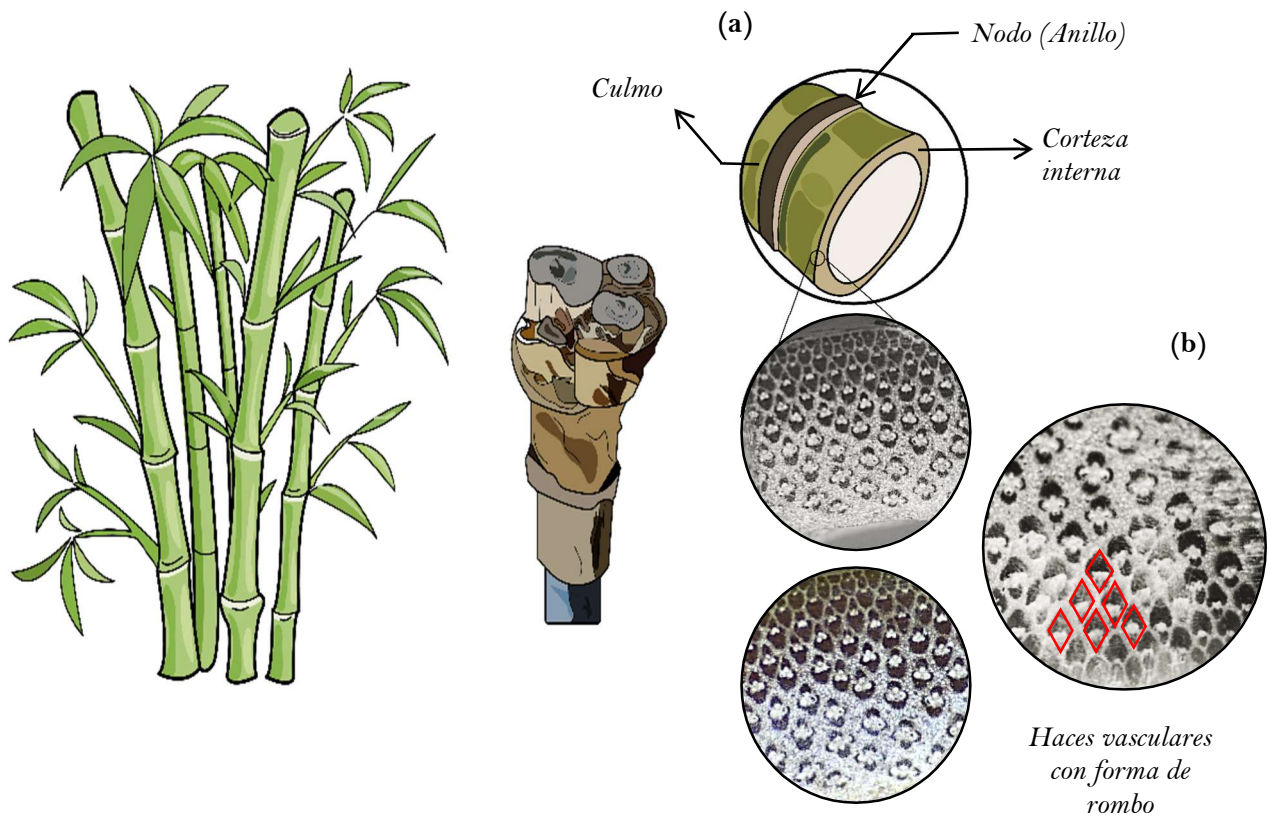 (a)
Nodo (Anillo)
Culmo
Corteza
interna
(b)
Haces vasculares
con forma de
rombo